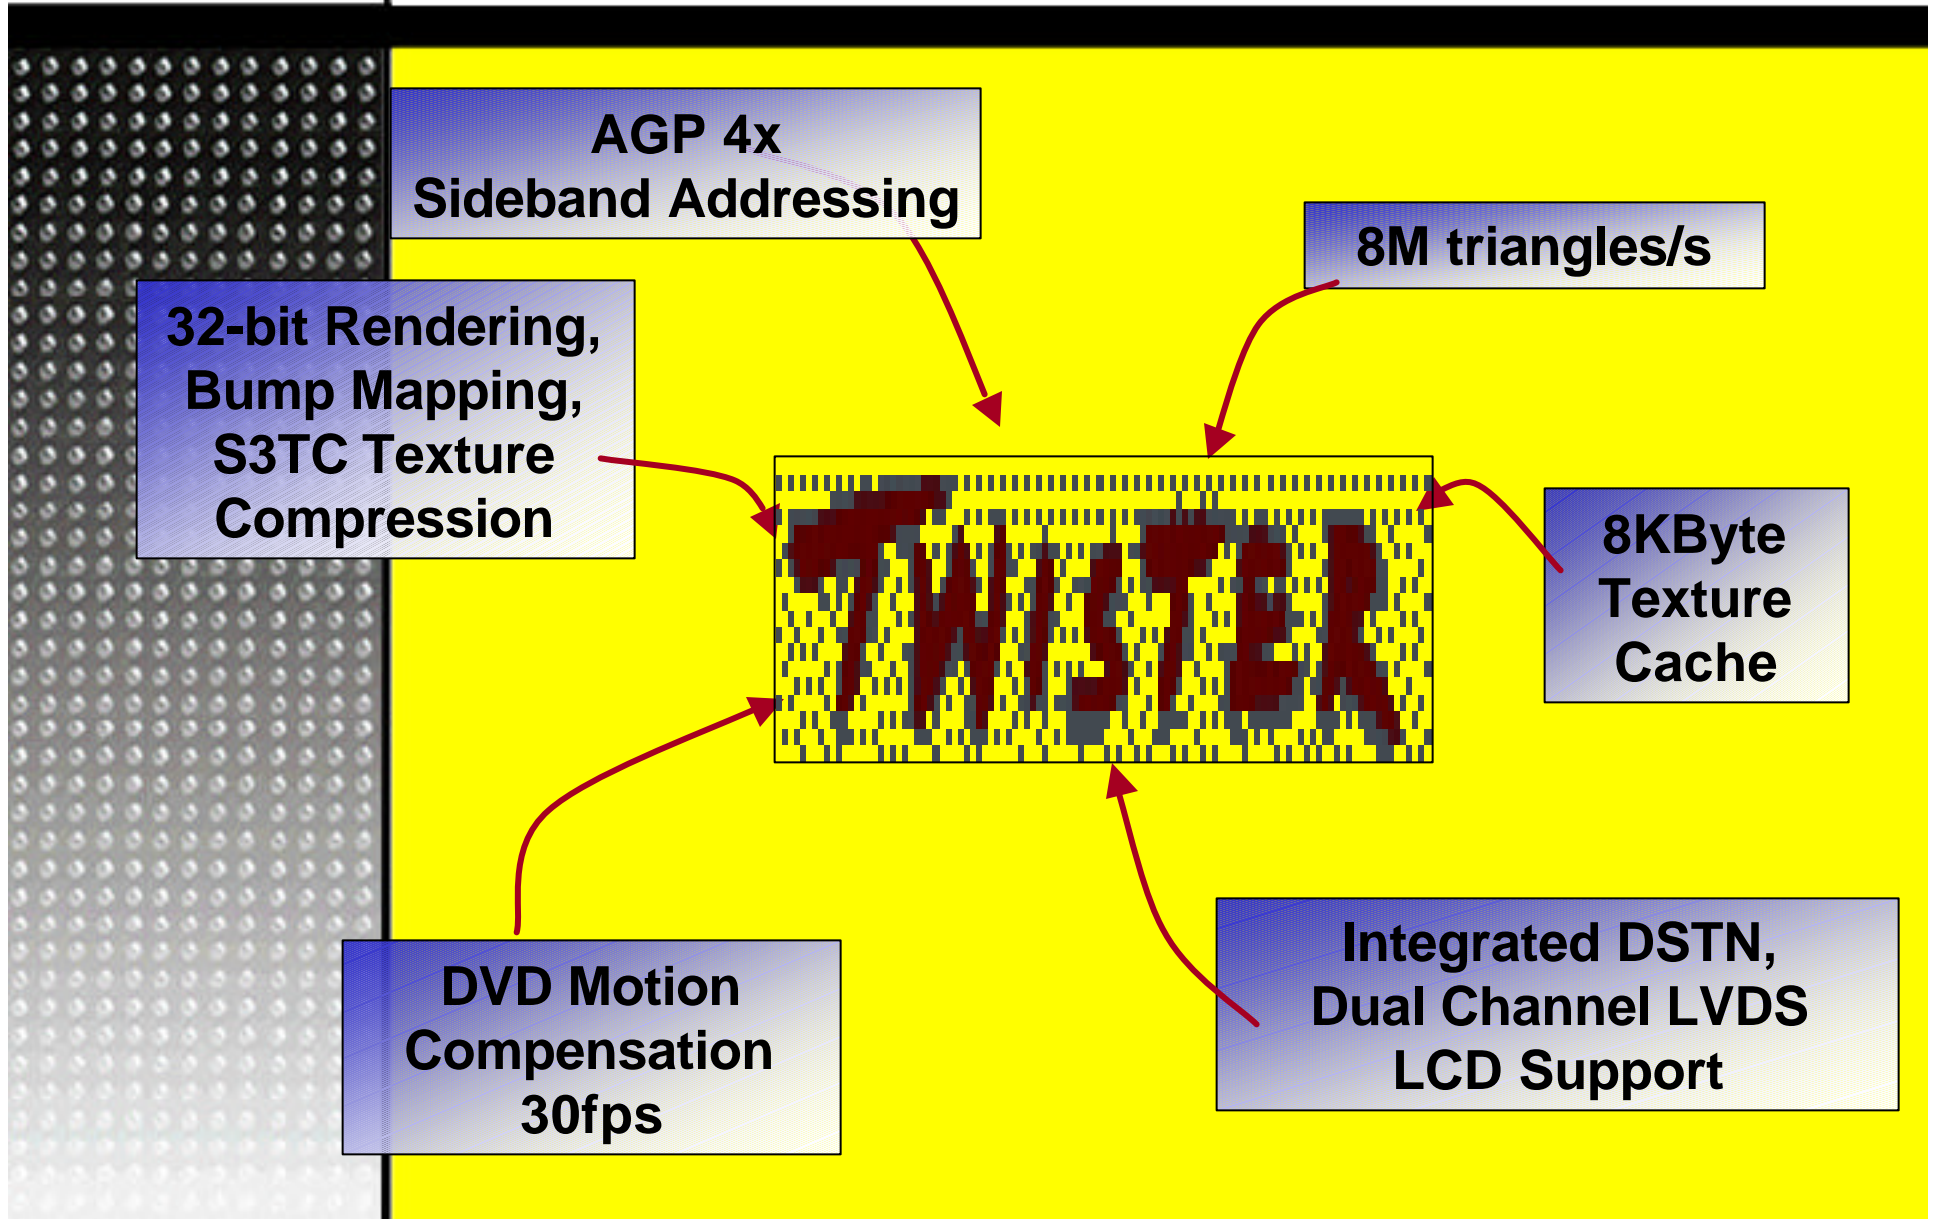 AGP 4x
Sideband Addressing
8M triangles/s
32-bit Rendering,
Bump Mapping,
S3TC Texture
Compression
TWISTER
8KByte
Texture
Cache
DVD Motion
Compensation
30fps
Integrated DSTN,
Dual Channel LVDS
LCD Support